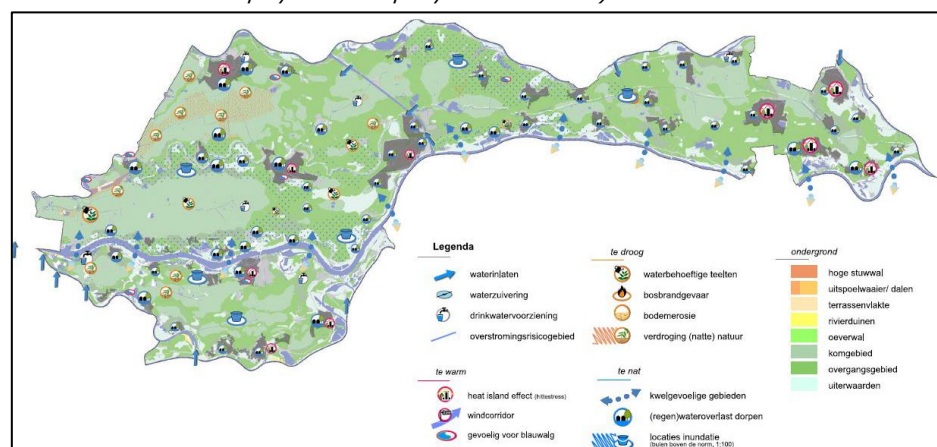 Legenda
waterinlaten
waterzuivering
drinkwatervoorziening
overstromingsrisicogebied
te warm
heat island effect (hittestress)
windcorridor
gevoelig voor blauwalg
te droog
waterbehoeftige teelten
bosbrandgevaar
bodemerosie
verdroging (natte) natuur
te nat
kwelgevoelige gebieden
(regen)wateroverlast dorpen
locaties inundatie
(buien boven de norm, 1:100)
ondergrond
hoge stuwwal
uitspoelwaaier/ dalen
terrassenvlakte
rivierduinen
oeverwal
komgebied
overgangsgebied
uiterwaarden